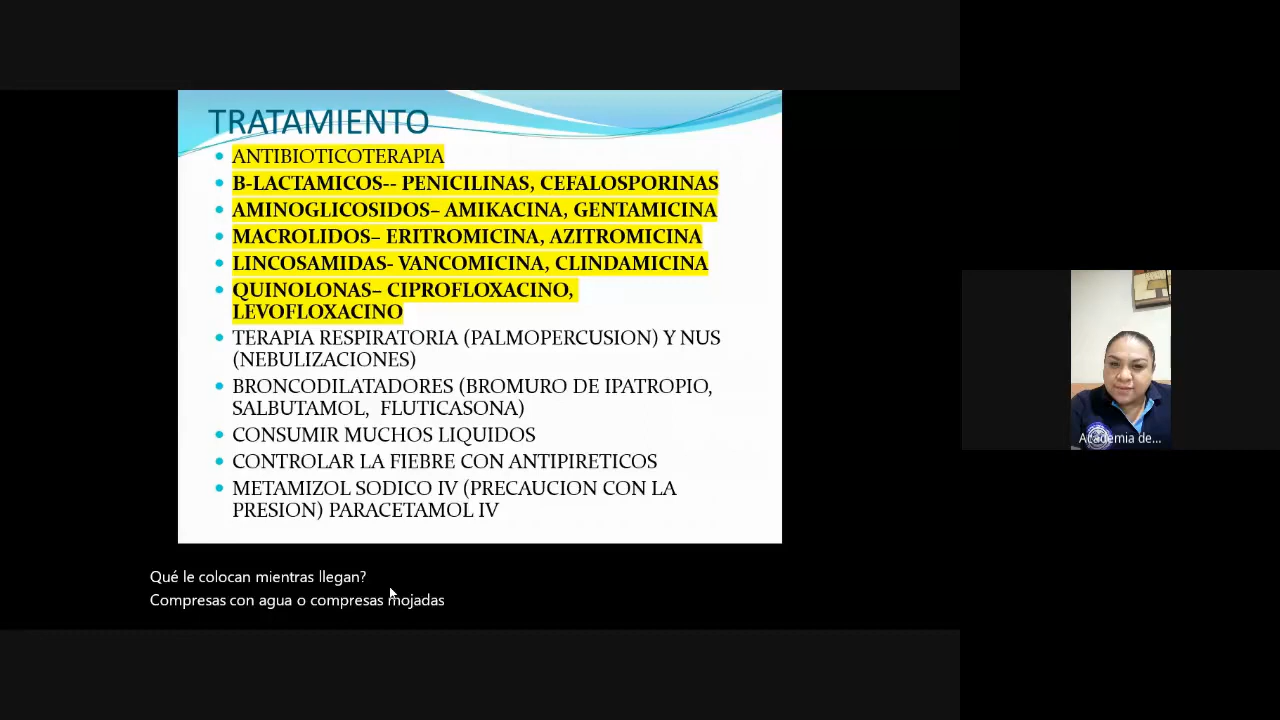 TRATAMIENTO
ANTIBIOTICOTERAPIA
B-LACTAMICOS-- PENICILINAS, CEFALOSPORINAS
AMINOGLICOSIDOS– AMIKACINA, GENTAMICINA
MACROLIDOS– ERITROMICINA, AZITROMICINA
LINCOSAMIDAS- VANCOMICINA, CLINDAMICINA
QUINOLONAS– CIPROFLOXACINO,
LEVOFLOXACINO
TERAPIA RESPIRATORIA (PALMOPERCUSION) Y NUS
(NEBULIZACIONES)
BRONCODILATADORES (BROMURO DE IPATROPIO,
SALBUTAMOL, FLUTICASONA)
CONSUMIR MUCHOS LIQUIDOS
CONTROLAR LA FIEBRE CON ANTIPIRETICOS
METAMIZOL SODICO IV (PRECAUCION CON LA
PRESION) PARACETAMOL IV
Qué le colocan mientras llegan?
Compresas con agua o compresas mojadas
Academia de...